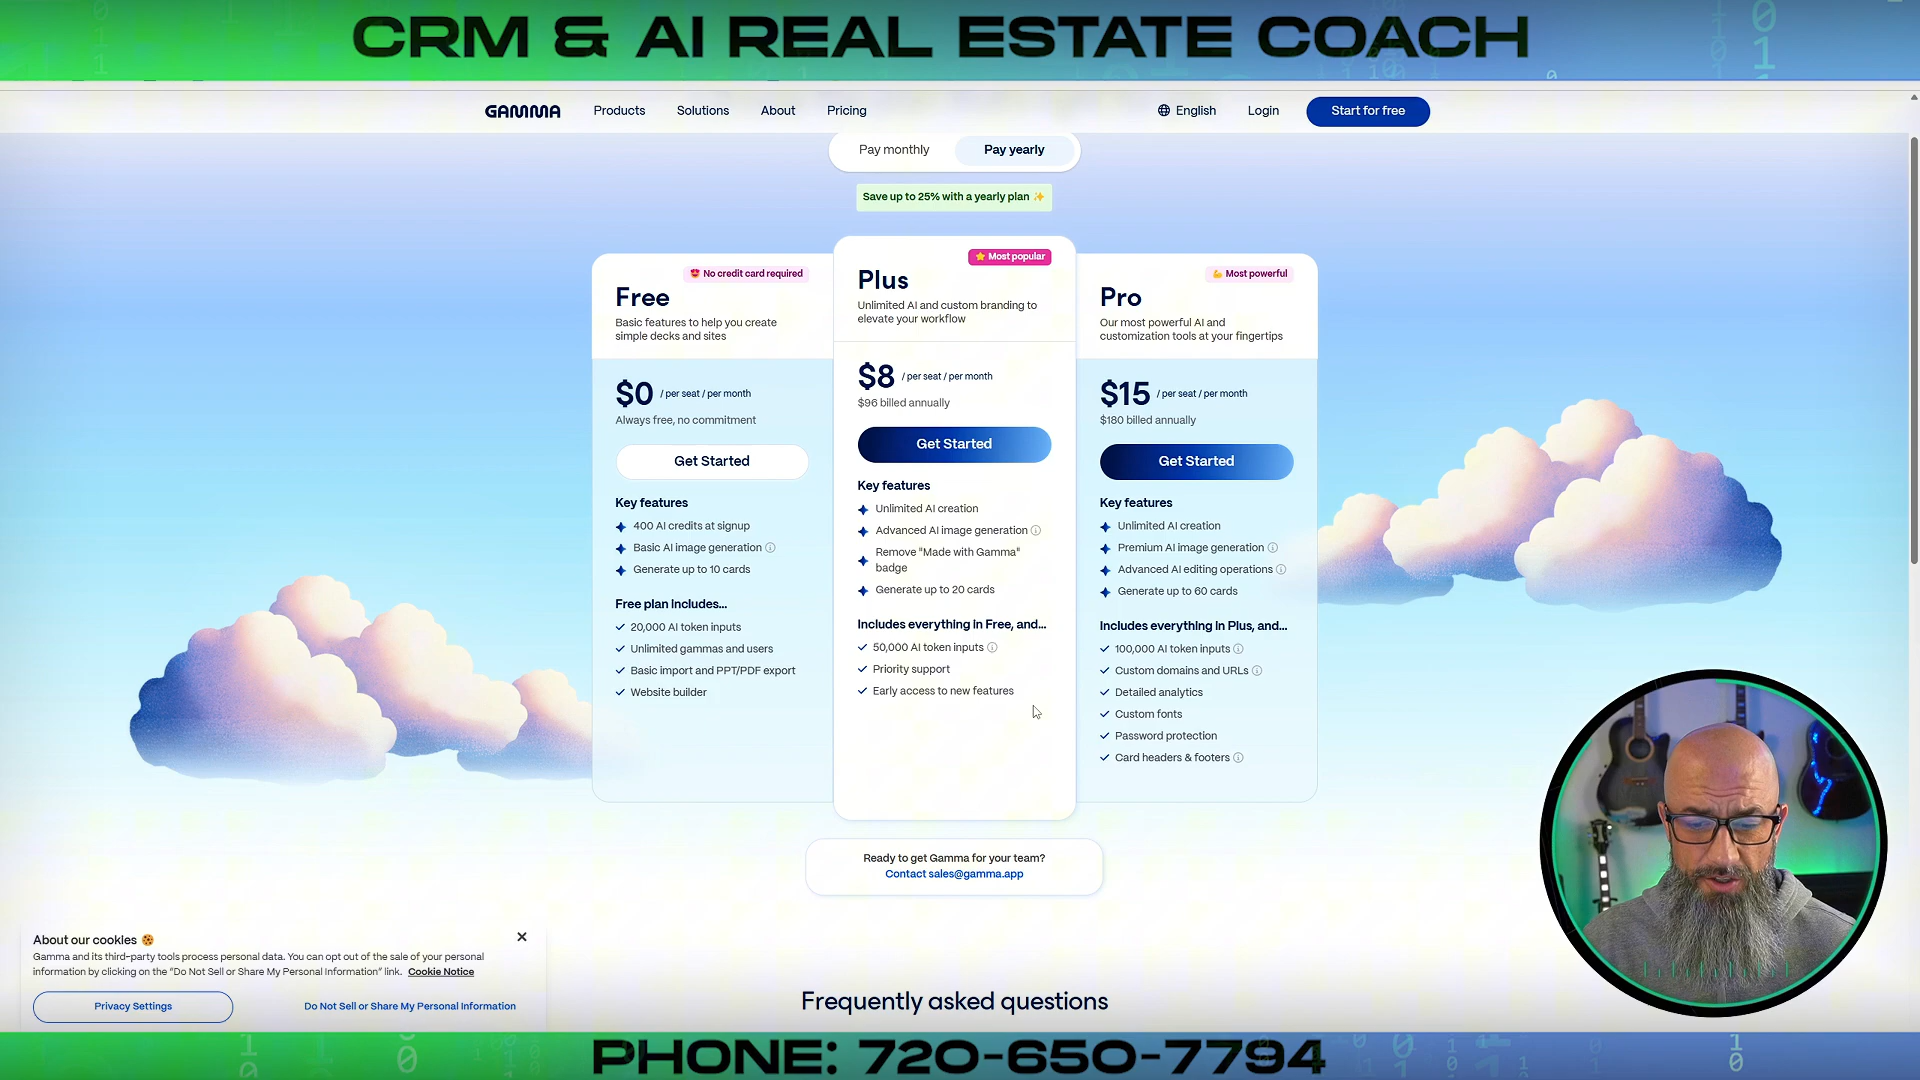 CRM & AI REAL ESTATE COACH
GAMMA
Products
Solutions
About
Pricing
English
Login
Start for free
Pay monthly
Pay yearly
Save up to 25% with a yearly plan ✨
😍 No credit card required
Free
Basic features to help you create
simple decks and sites
$0 / per seat / per month
Always free, no commitment
Get Started
Key features
400 AI credits at signup
Basic AI image generation
Generate up to 10 cards
Free plan includes...
20,000 AI token inputs
Unlimited gammas and users
Basic import and PPT/PDF export
Website builder
⭐ Most popular
Plus
Unlimited AI and custom branding to
elevate your workflow
$8 / per seat / per month
$96 billed annually
Get Started
Key features
Unlimited AI creation
Advanced AI image generation
Remove "Made with Gamma"
badge
Generate up to 20 cards
Includes everything in Free, and...
50,000 AI token inputs
Priority support
Early access to new features
💪 Most powerful
Pro
Our most powerful AI and
customization tools at your fingertips
$15 / per seat / per month
$180 billed annually
Get Started
Key features
Unlimited AI creation
Premium AI image generation
Advanced AI editing operations
Generate up to 60 cards
Includes everything in Plus, and...
100,000 AI token inputs
Custom domains and URLs
Detailed analytics
Custom fonts
Password protection
Card headers & footers
Ready to get Gamma for your team?
Contact sales@gamma.app
About our cookies 🍪
Gamma and its third-party tools process personal data. You can opt out of the sale of your personal
information by clicking on the “Do Not Sell or Share My Personal Information” link. Cookie Notice
Privacy Settings
Do Not Sell or Share My Personal Information
Frequently asked questions
PHONE: 720-650-7794